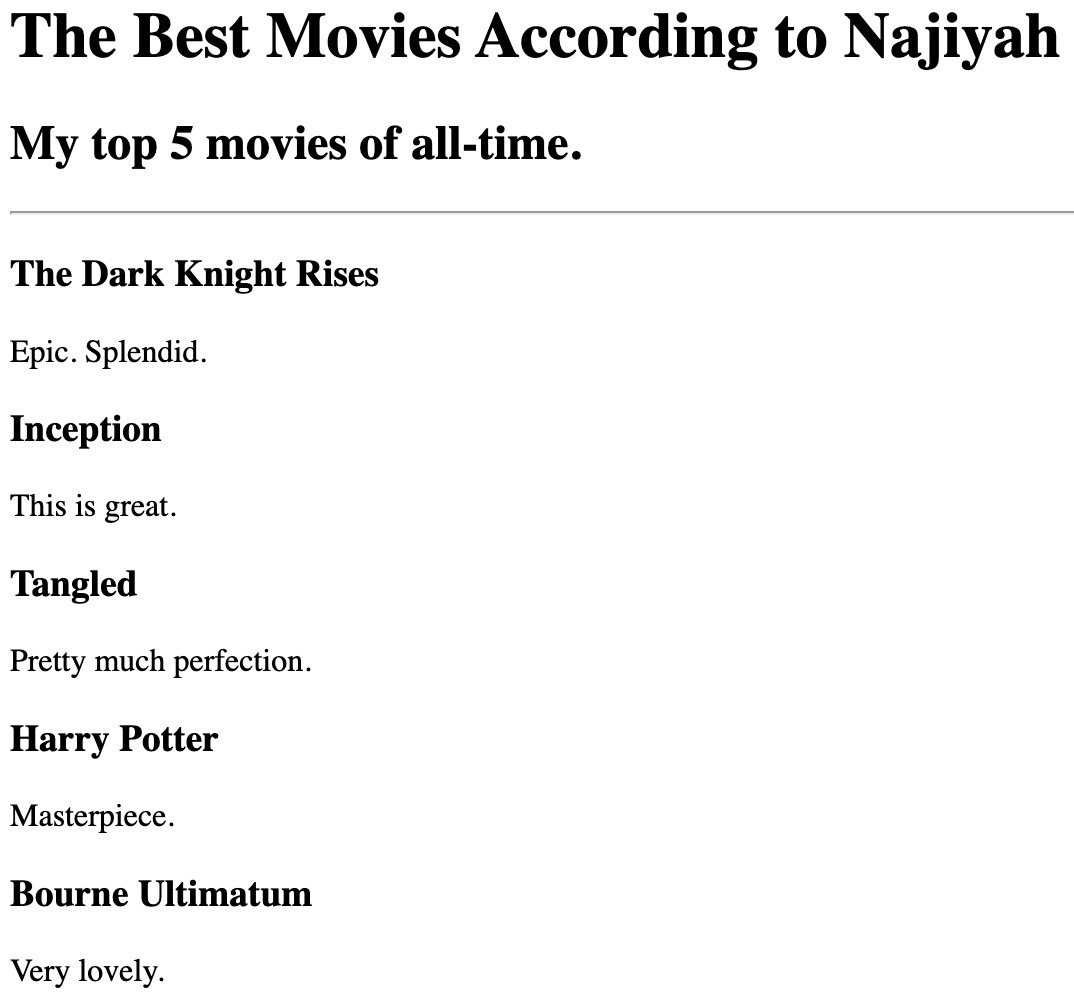 The Best Movies According to Najiyah
My top 5 movies of all-time.
The Dark Knight Rises
Epic. Splendid.
Inception
This is great.
Tangled
Pretty much perfection.
Harry Potter
Masterpiece.
Bourne Ultimatum
Very lovely.